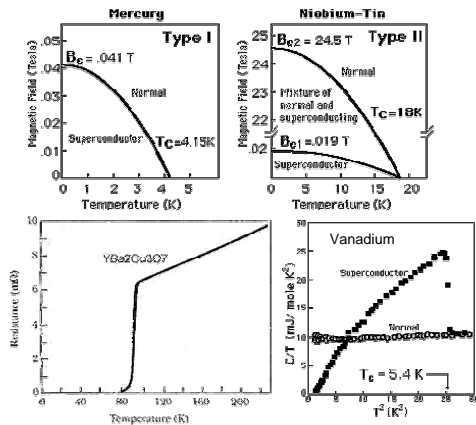 Mercury
Type I
Bc = .041 T
Normal
Superconductor
TC=4.15K
Magnetic Field (Tesla)
.05
.04
.03
.02
.01
0
0 1 2 3 4 5
Temperature (K)
Niobium-Tin
Type II
Bc2 = 24.5 T
Normal
Mixture of
normal and
superconducting
TC=18K
Bc1=.019 T
Superconductor
Magnetic Field (Tesla)
25
24
23
22
.02
0 5 10 15 20
Temperature (K)
YBa2Cu3O7
Resistance (mΩ)
10
8
6
4
2
0
80 120 160 200
Temperature (K)
Vanadium
Superconductor
Normal
Tc = 5.4 K
C/T (mJ/ mole K2)
30
25
20
15
10
5
0
0 5 10 15 20 25 30
T2 (K2)